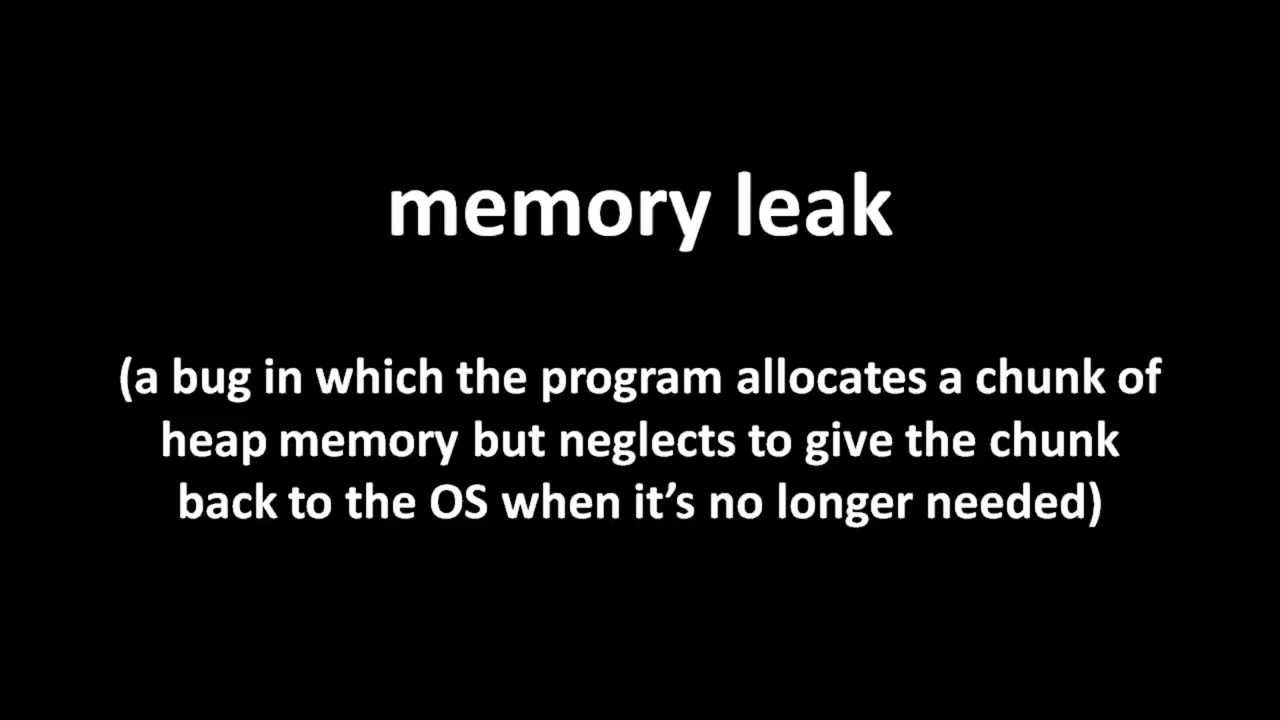 memory leak
(a bug in which the program allocates a chunk of
heap memory but neglects to give the chunk
back to the OS when it’s no longer needed)